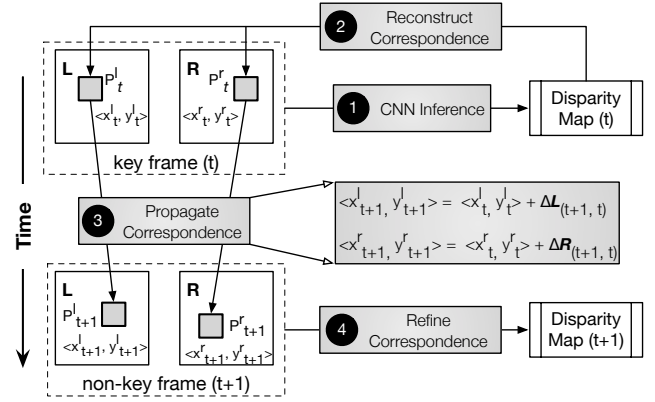 2 Reconstruct
Correspondence
L
P^l_t
<x^l_t, y^l_t>
R
P^r_t
<x^r_t, y^r_t>
key frame (t)
1 CNN Inference
Disparity
Map (t)
Time
3 Propagate
Correspondence
<x^l_{t+1}, y^l_{t+1}> = <x^l_t, y^l_t> + ΔL_{(t+1, t)}
<x^r_{t+1}, y^r_{t+1}> = <x^r_t, y^r_t> + ΔR_{(t+1, t)}
L
P^l_{t+1}
<x^l_{t+1}, y^l_{t+1}>
R
P^r_{t+1}
<x^r_{t+1}, y^r_{t+1}>
non-key frame (t+1)
4 Refine
Correspondence
Disparity
Map (t+1)